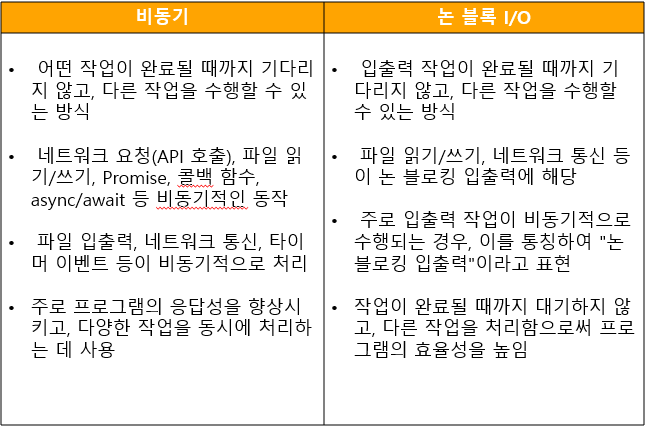 비동기
• 어떤 작업이 완료될 때까지 기다리
지 않고, 다른 작업을 수행할 수 있
는 방식
• 네트워크 요청(API 호출), 파일 읽
기/쓰기, Promise, 콜백 함수,
async/await 등 비동기적인 동작
• 파일 입출력, 네트워크 통신, 타이
머 이벤트 등이 비동기적으로 처리
• 주로 프로그램의 응답성을 향상시
키고, 다양한 작업을 동시에 처리하
는 데 사용
논 블록 I/O
• 입출력 작업이 완료될 때까지 기
다리지 않고, 다른 작업을 수행할
수 있는 방식
• 파일 읽기/쓰기, 네트워크 통신 등
이 논 블로킹 입출력에 해당
• 주로 입출력 작업이 비동기적으로
수행되는 경우, 이를 통칭하여 "논
블로킹 입출력"이라고 표현
• 작업이 완료될 때까지 대기하지 않
고, 다른 작업을 처리함으로써 프로
그램의 효율성을 높임